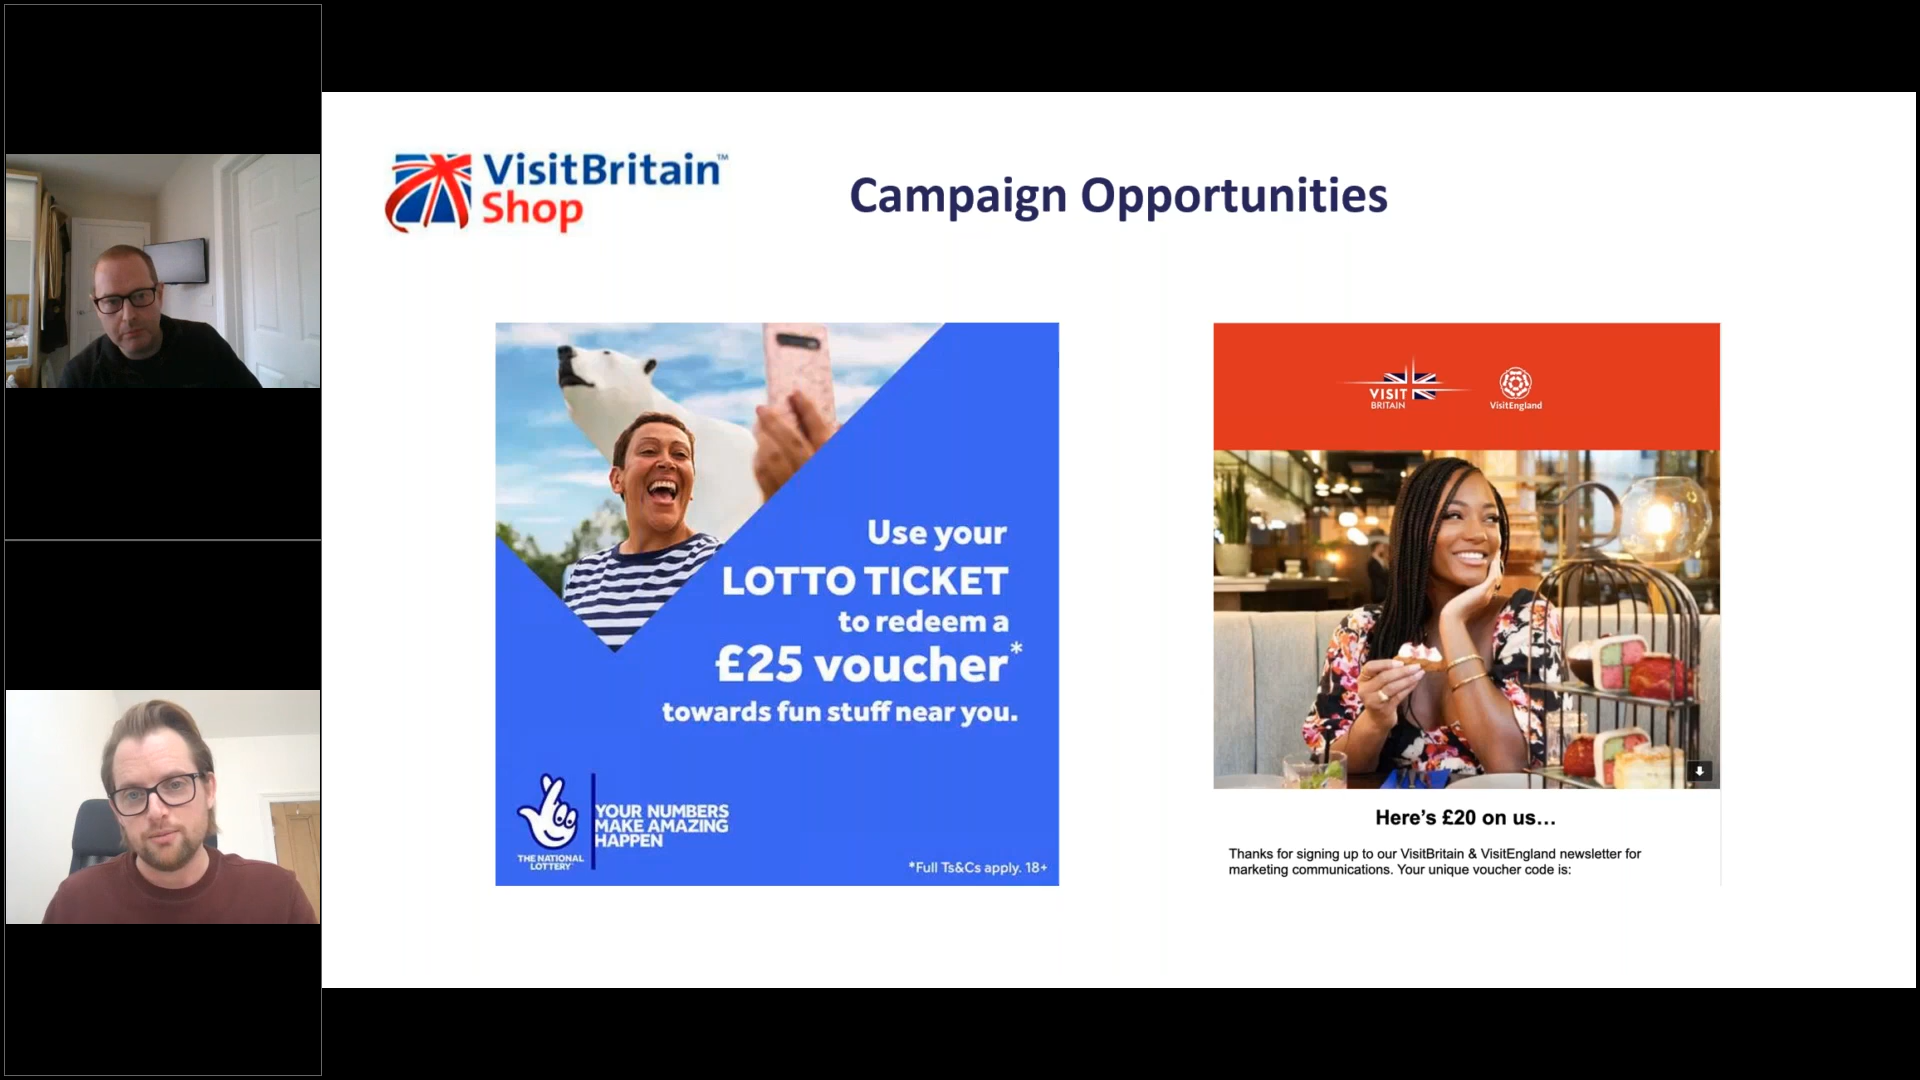 VisitBritain™
Shop
Campaign Opportunities
Use your
LOTTO TICKET
to redeem a
£25 voucher*
towards fun stuff near you.
THE NATIONAL
LOTTERY
YOUR NUMBERS
MAKE AMAZING
HAPPEN
*Full Ts&Cs apply. 18+
VISIT
BRITAIN
VisitEngland
Here’s £20 on us…
Thanks for signing up to our VisitBritain & VisitEngland newsletter for
marketing communications. Your unique voucher code is: